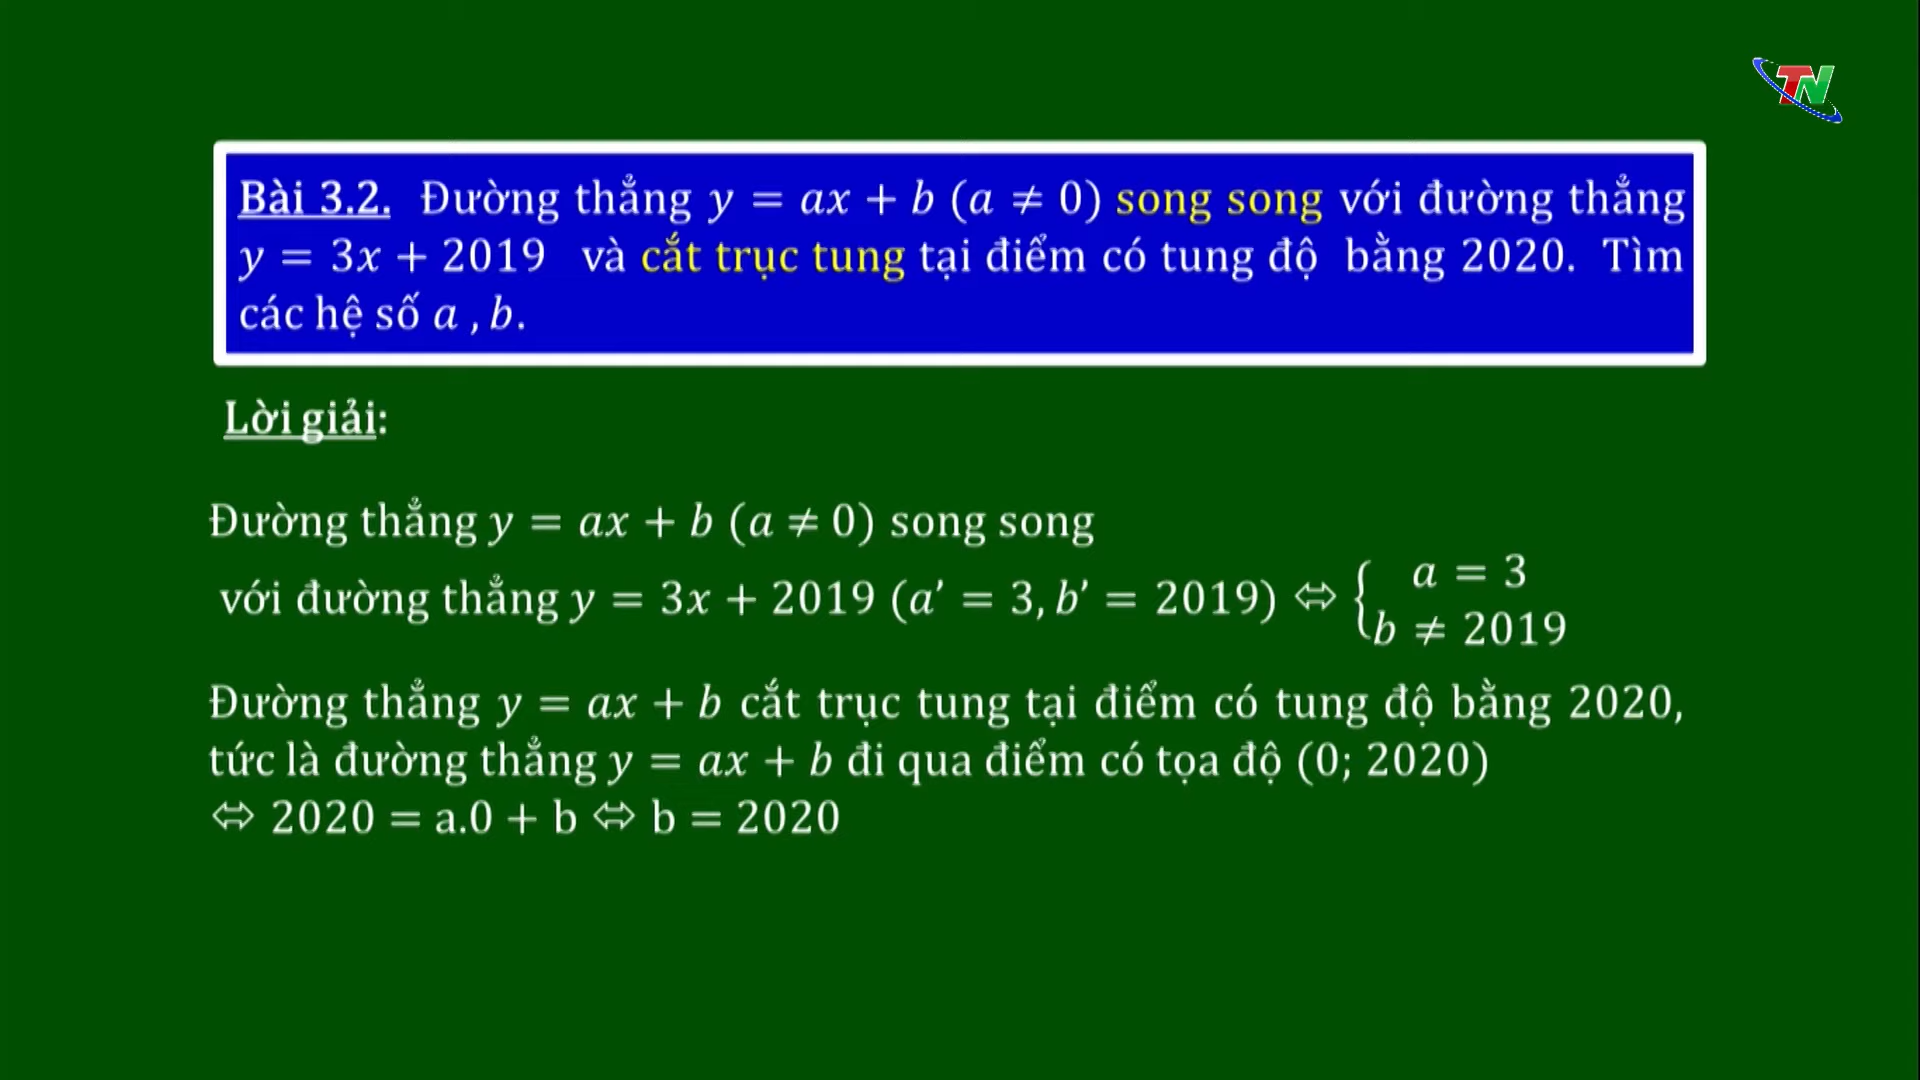 TN
Bài 3.2. Đường thẳng y = ax + b (a ≠ 0) song song với đường thẳng
y = 3x + 2019 và cắt trục tung tại điểm có tung độ bằng 2020. Tìm
các hệ số a , b.
Lời giải:
Đường thẳng y = ax + b (a ≠ 0) song song
với đường thẳng y = 3x + 2019 (a’ = 3, b’ = 2019) ⇔ { a = 3
b ≠ 2019
Đường thẳng y = ax + b cắt trục tung tại điểm có tung độ bằng 2020,
tức là đường thẳng y = ax + b đi qua điểm có tọa độ (0; 2020)
⇔ 2020 = a.0 + b ⇔ b = 2020